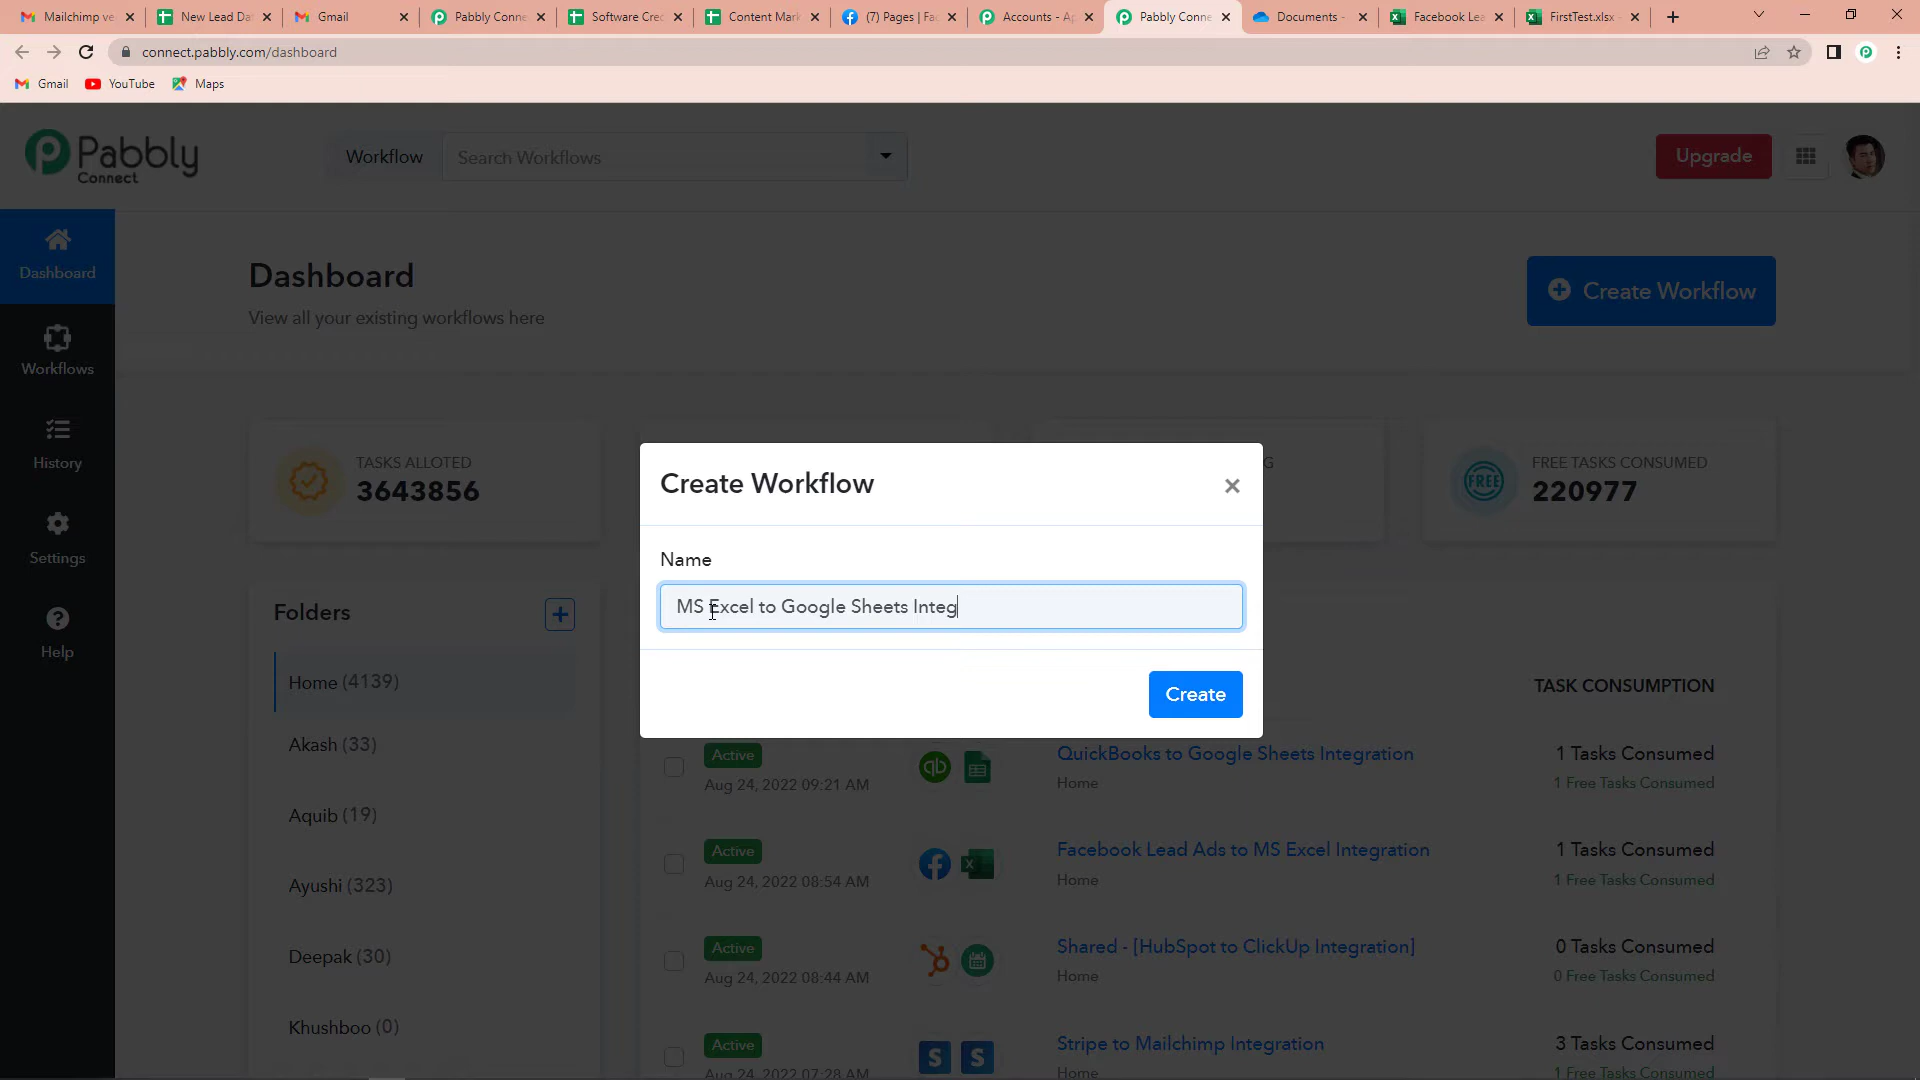 Mailchimp ve
New Lead Da
Gmail
Pabbly Conne
Software Cre
Content Mark
(7) Pages | Fa
Accounts - A
Pabbly Conne
Documents -
Facebook Lea
FirstTest.xlsx
connect.pabbly.com/dashboard
Gmail
YouTube
Maps
Pabbly
Connect
Workflow
Search Workflows
Upgrade
Dashboard
Workflows
History
Settings
Help
Dashboard
View all your existing workflows here
Create Workflow
TASKS ALLOTED
3643856
G
FREE
FREE TASKS CONSUMED
220977
Create Workflow
×
Name
MS Excel to Google Sheets Integ
Create
Folders
Home (4139)
Akash (33)
Aquib (19)
Ayushi (323)
Deepak (30)
Khushboo (0)
TASK CONSUMPTION
Active
Aug 24, 2022 09:21 AM
QuickBooks to Google Sheets Integration
Home
1 Tasks Consumed
1 Free Tasks Consumed
Active
Aug 24, 2022 08:54 AM
Facebook Lead Ads to MS Excel Integration
Home
1 Tasks Consumed
1 Free Tasks Consumed
Active
Aug 24, 2022 08:44 AM
Shared - [HubSpot to ClickUp Integration]
Home
0 Tasks Consumed
0 Free Tasks Consumed
Active
Aug 24, 2022 07:28 AM
Stripe to Mailchimp Integration
Home
3 Tasks Consumed
3 Free Tasks Consumed